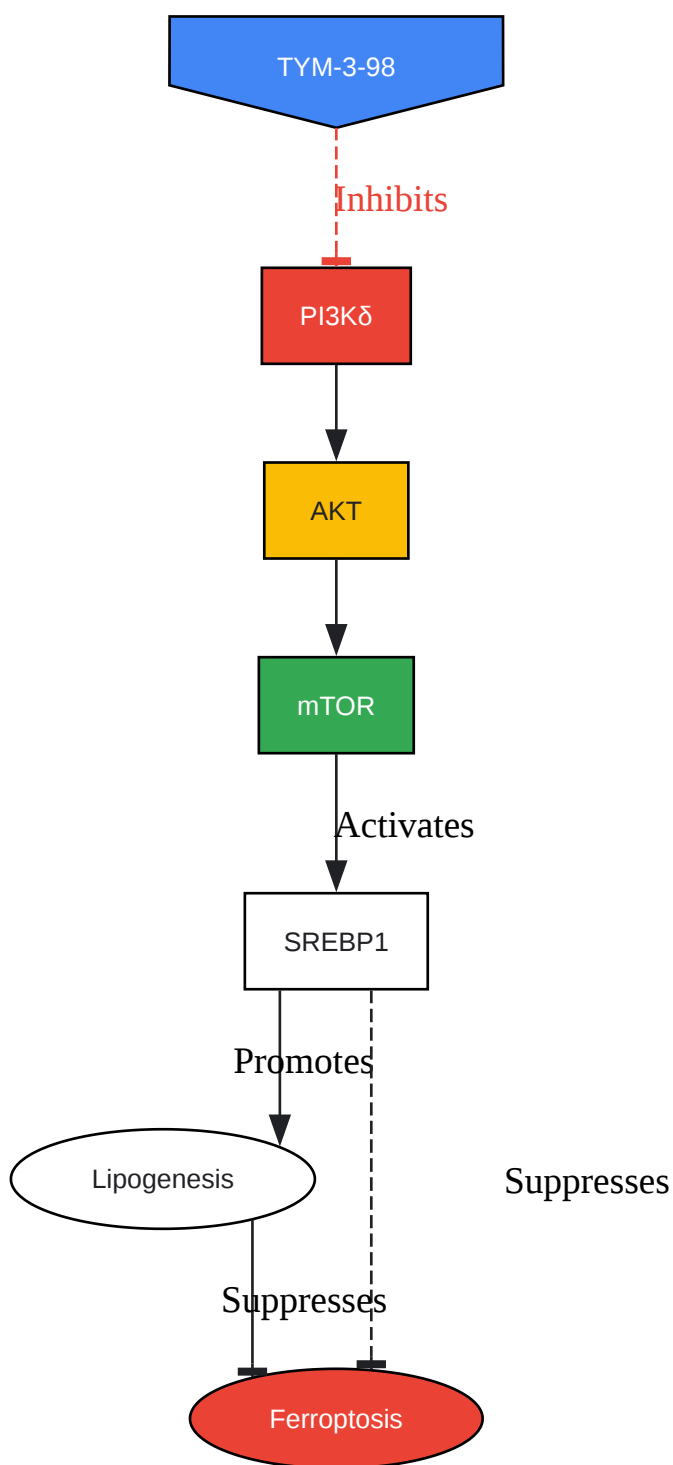 TYM-3-98
Inhibits
PI3Kδ
AKT
mTOR
Activates
SREBP1
Promotes
Lipogenesis
Suppresses
Suppresses
Ferroptosis